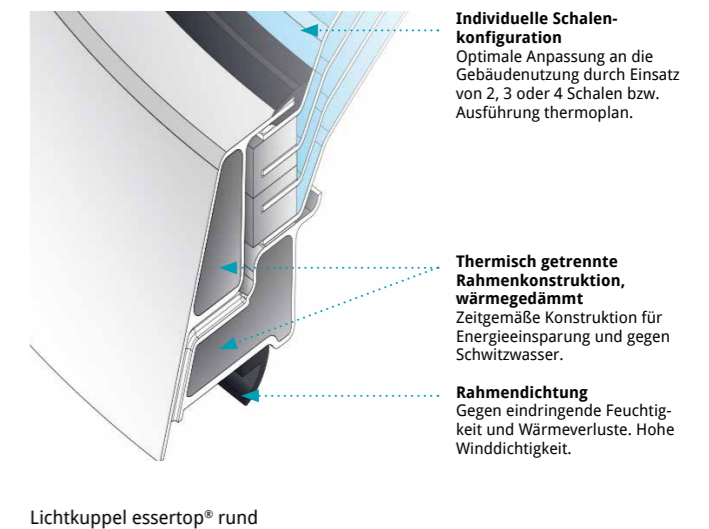 Individuelle Schalen-
konfiguration
Optimale Anpassung an die
Gebäudenutzung durch Einsatz
von 2, 3 oder 4 Schalen bzw.
Ausführung thermoplan.
Thermisch getrennte
Rahmenkonstruktion,
wärmegedämmt
Zeitgemäße Konstruktion für
Energieeinsparung und gegen
Schwitzwasser.
Rahmendichtung
Gegen eindringende Feuchtig-
keit und Wärmeverluste. Hohe
Winddichtigkeit.
Lichtkuppel essertop® rund